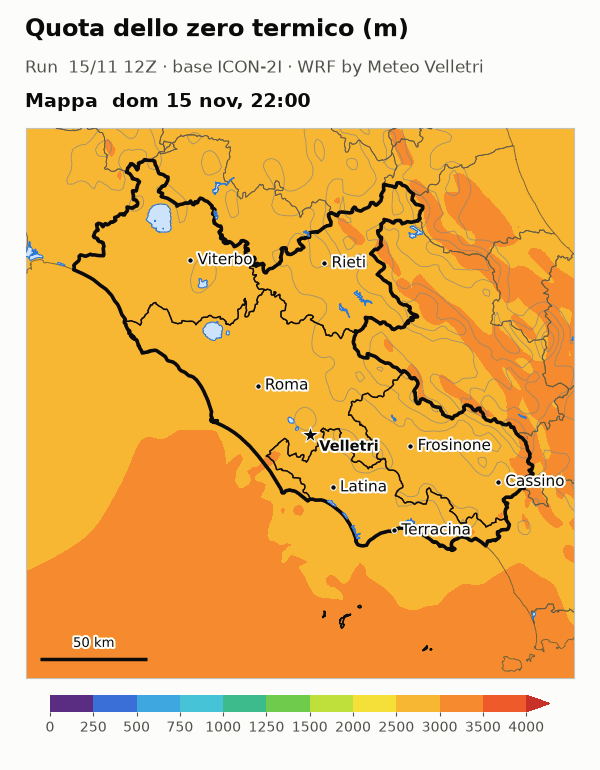 Quota dello zero termico (m)
Run  15/11 12Z · base ICON-2I · WRF by Meteo Velletri
Mappa  dom 15 nov, 22:00
Viterbo
Rieti
Roma
Velletri
Frosinone
Latina
Cassino
Terracina
50 km
0 250 500 750 1000 1250 1500 2000 2500 3000 3500 4000